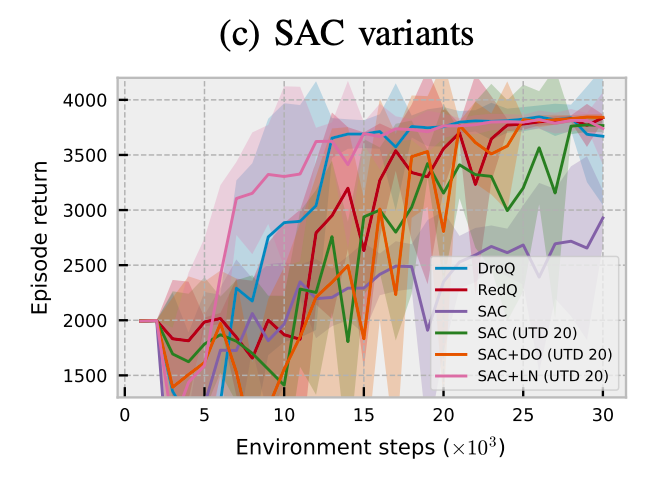 (c) SAC variants
Episode return
4000
3500
3000
2500
2000
1500
DroQ
RedQ
SAC
SAC (UTD 20)
SAC+DO (UTD 20)
SAC+LN (UTD 20)
0 5 10 15 20 25 30
Environment steps (×10³)